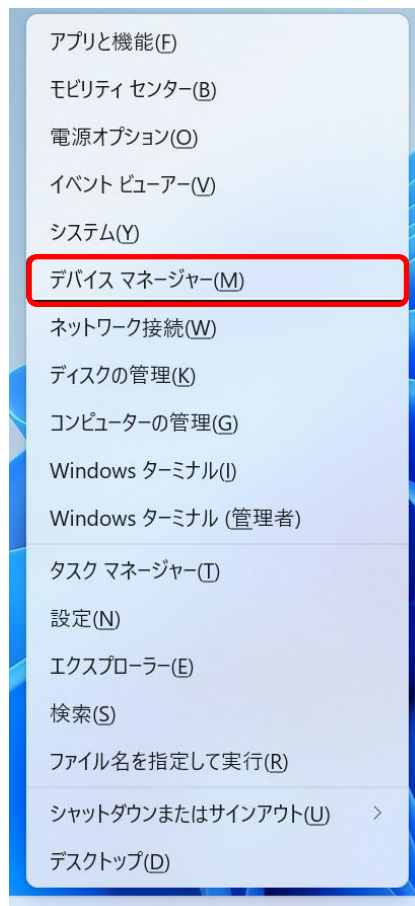 アプリと機能(F)
モビリティ センター(B)
電源オプション(O)
イベント ビューアー(V)
システム(Y)
デバイス マネージャー(M)
ネットワーク接続(W)
ディスクの管理(K)
コンピューターの管理(G)
Windows ターミナル(I)
Windows ターミナル (管理者)
タスク マネージャー(T)
設定(N)
エクスプローラー(E)
検索(S)
ファイル名を指定して実行(R)
シャットダウンまたはサインアウト(U)
デスクトップ(D)